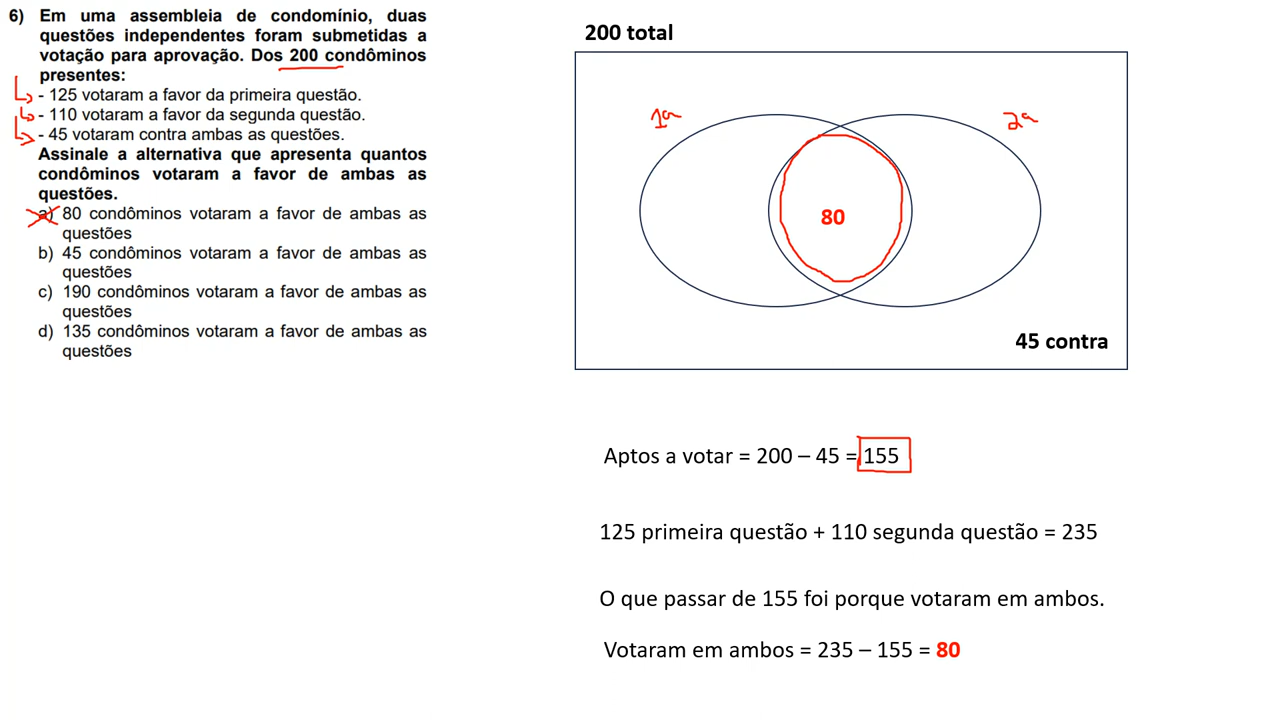 6) Em uma assembleia de condomínio, duas
questões independentes foram submetidas a
votação para aprovação. Dos 200 condôminos
presentes:
- 125 votaram a favor da primeira questão.
- 110 votaram a favor da segunda questão.
- 45 votaram contra ambas as questões.
Assinale a alternativa que apresenta quantos
condôminos votaram a favor de ambas as
questões.
a) 80 condôminos votaram a favor de ambas as
questões
b) 45 condôminos votaram a favor de ambas as
questões
c) 190 condôminos votaram a favor de ambas as
questões
d) 135 condôminos votaram a favor de ambas as
questões
200 total
1ª
2ª
80
45 contra
Aptos a votar = 200 – 45 = 155
125 primeira questão + 110 segunda questão = 235
O que passar de 155 foi porque votaram em ambos.
Votaram em ambos = 235 – 155 = 80